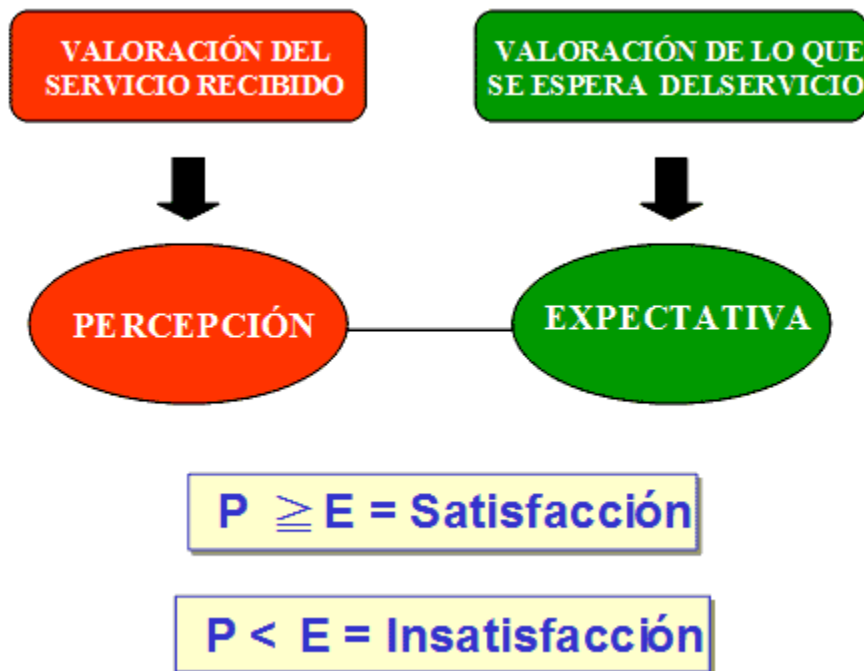 VALORACIÓN DEL
SERVICIO RECIBIDO
VALORACIÓN DE LO QUE
SE ESPERA DELSERVICIO
PERCEPCIÓN
EXPECTATIVA
P ≧ E = Satisfacción
P < E = Insatisfacción